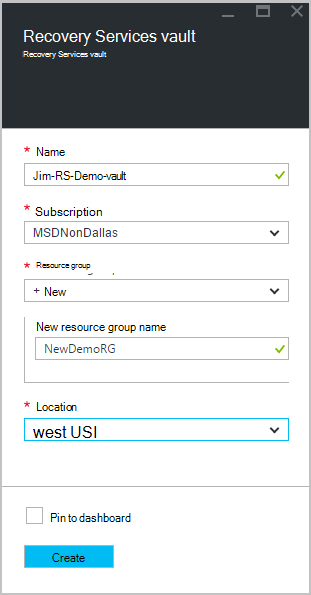 Recovery Services vault
Recovery Services vault
* Name
Jim-RS-Demo-vault
* Subscription
MSDNonDallas
* Resource group
+ New
New resource group name
NewDemoRG
* Location
west USI
Pin to dashboard
Create